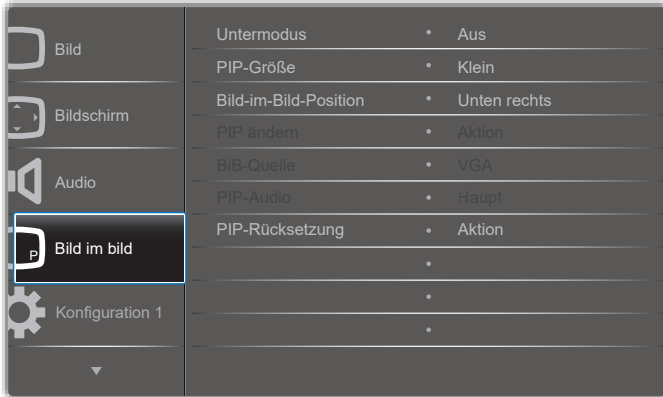 Bild
Bildschirm
Audio
P
Bild im bild
Konfiguration 1
Untermodus • Aus
PIP-Größe • Klein
Bild-im-Bild-Position • Unten rechts
PIP ändern • Aktion
BiB-Quelle • VGA
PIP-Audio • Haupt
PIP-Rücksetzung • Aktion